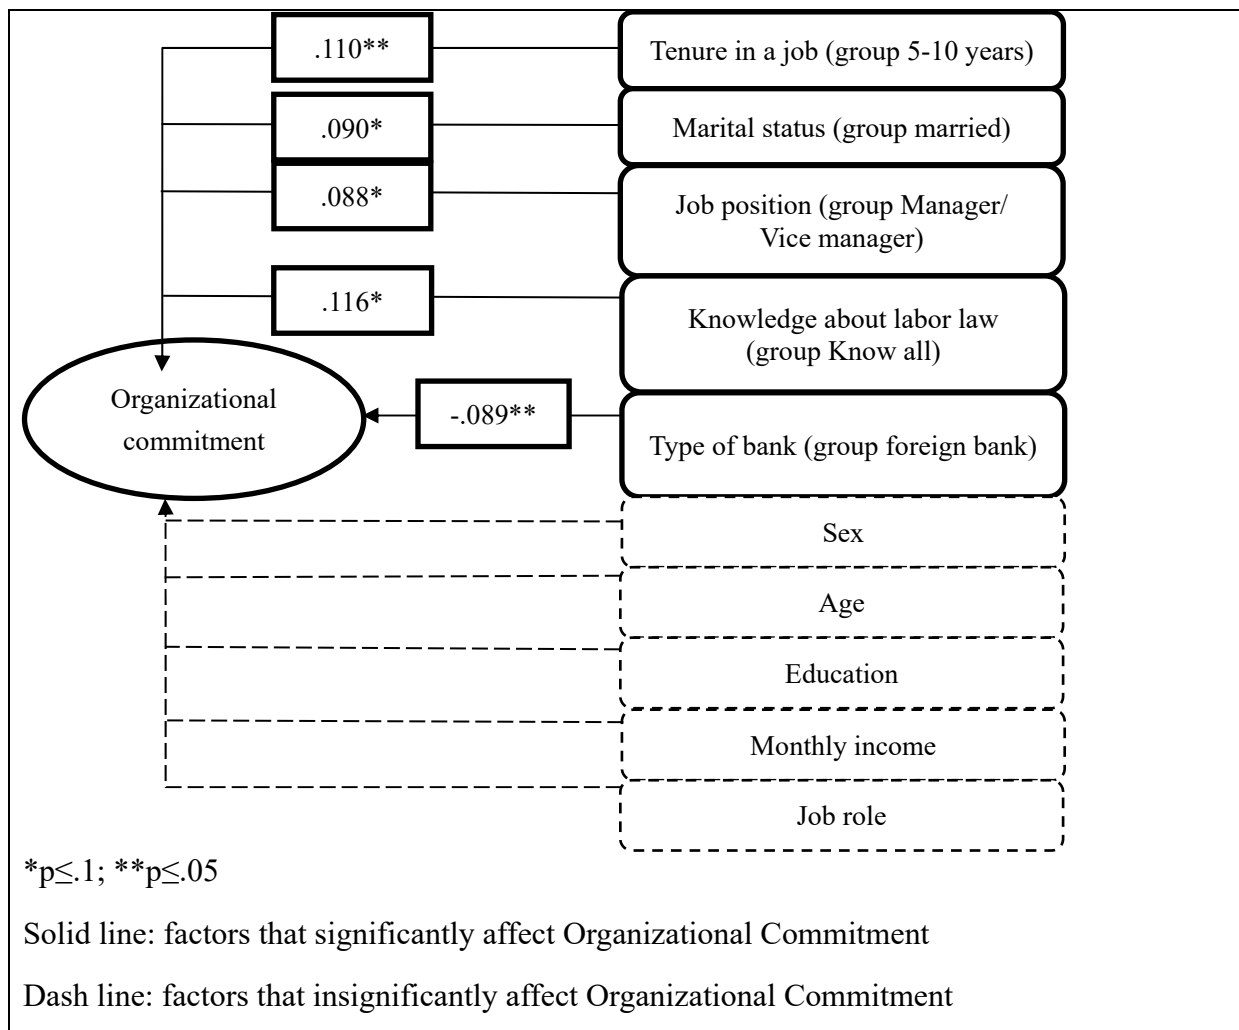 .110**
Tenure in a job (group 5-10 years)
.090*
Marital status (group married)
.088*
Job position (group Manager/
Vice manager)
.116*
Knowledge about labor law
(group Know all)
Organizational
commitment
-.089**
Type of bank (group foreign bank)
Sex
Age
Education
Monthly income
Job role
*p≤.1; **p≤.05
Solid line: factors that significantly affect Organizational Commitment
Dash line: factors that insignificantly affect Organizational Commitment